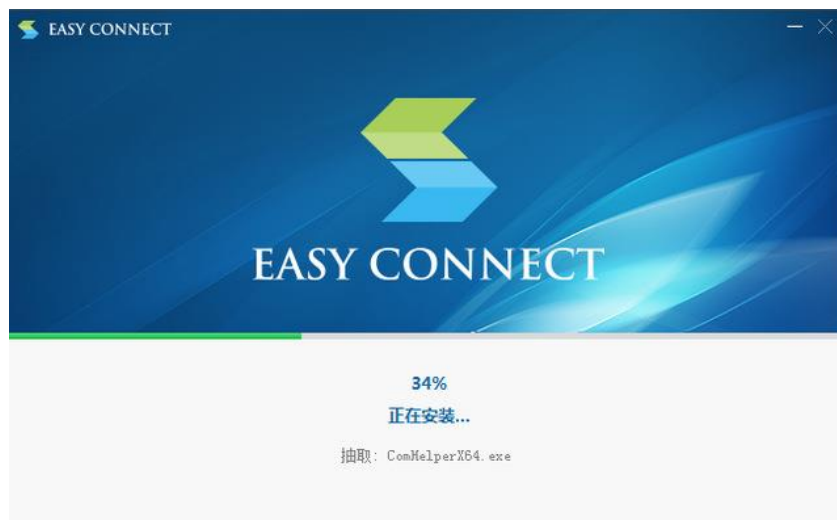 EASY CONNECT
EASY CONNECT
34%
正在安装...
抽取: ComHelperX64.exe